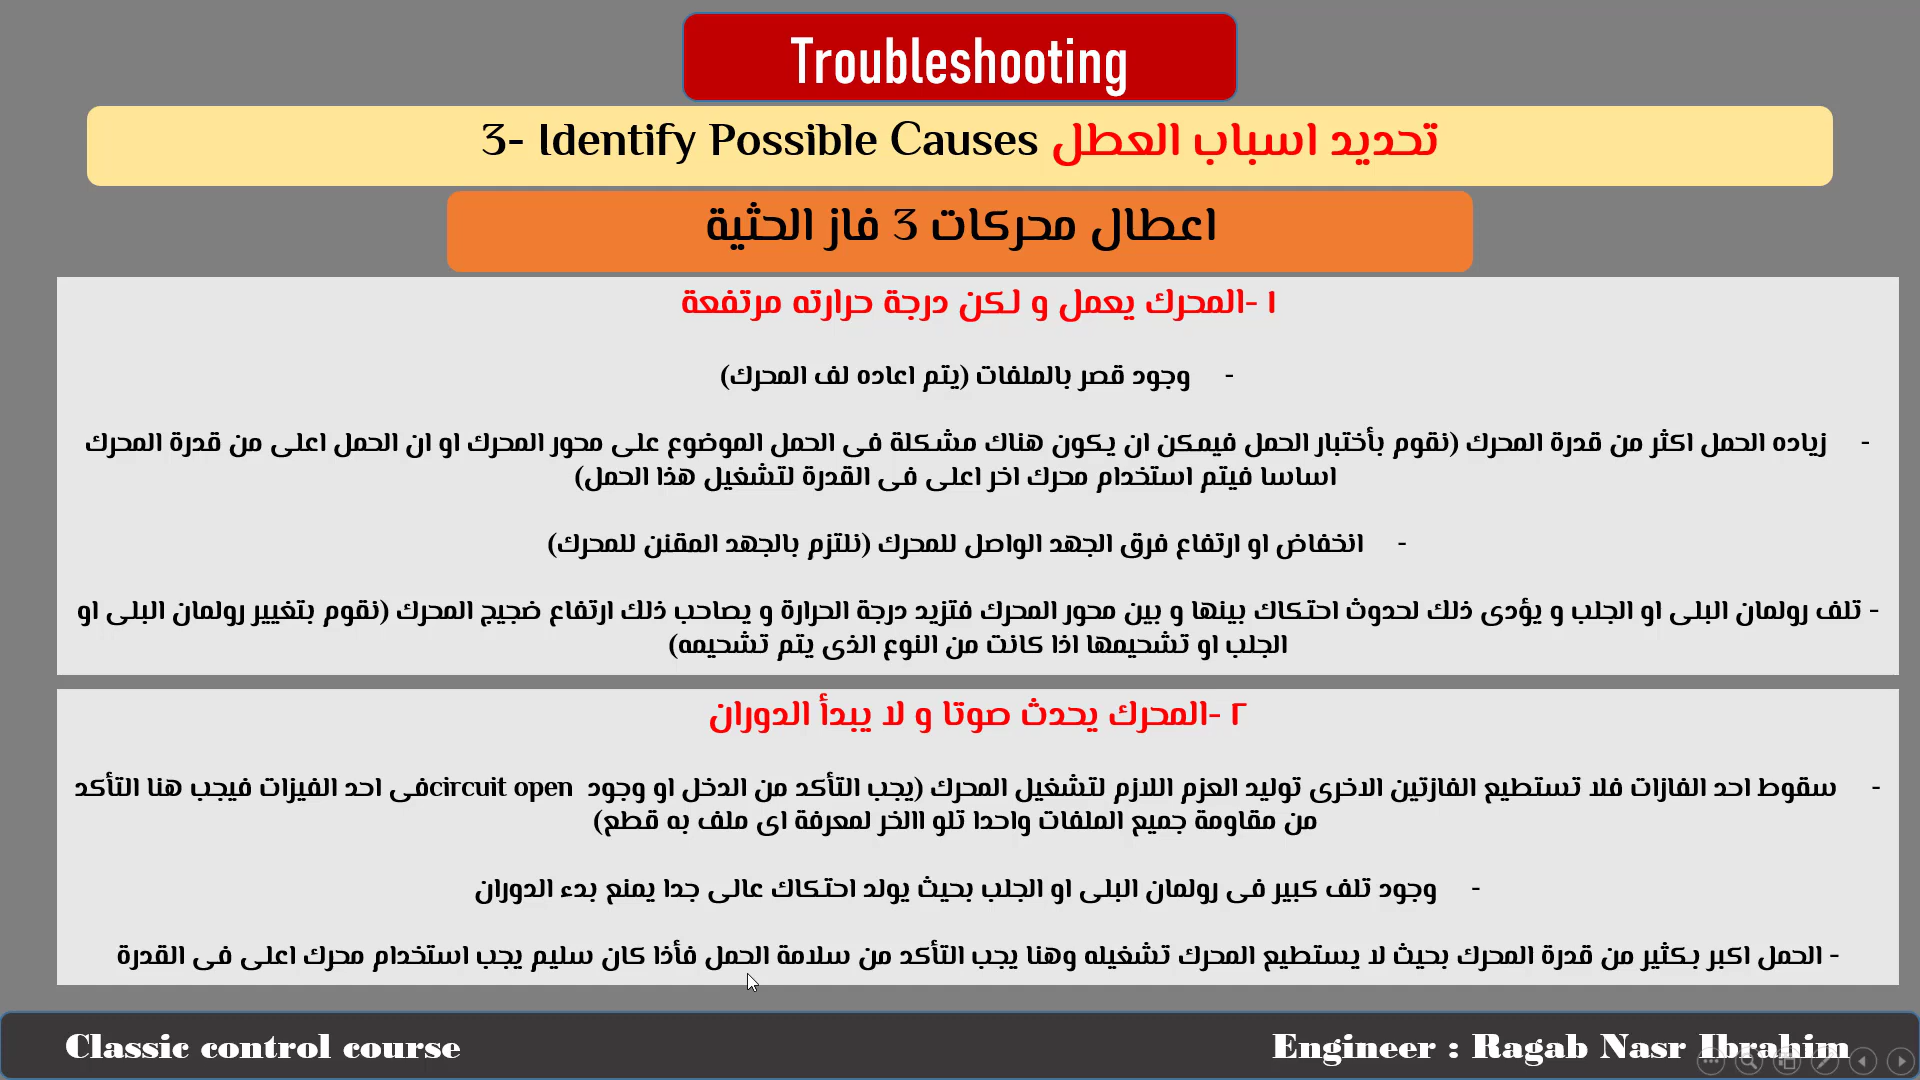 Troubleshooting
3- Identify Possible Causes تحديد اسباب العطل
اعطال محركات 3 فاز الحثية
١ -المحرك يعمل و لكن درجة حرارته مرتفعة
- وجود قصر بالملفات (يتم اعاده لف المحرك)
- زياده الحمل اكثر من قدرة المحرك (نقوم بأختبار الحمل فيمكن ان يكون هناك مشكلة فى الحمل الموضوع على محور المحرك او ان الحمل اعلى من قدرة المحرك
اساسا فيتم استخدام محرك اخر اعلى فى القدرة لتشغيل هذا الحمل)
- انخفاض او ارتفاع فرق الجهد الواصل للمحرك (نلتزم بالجهد المقنن للمحرك)
- تلف رولمان البلى او الجلب و يؤدى ذلك لحدوث احتكاك بينها و بين محور المحرك فتزيد درجة الحرارة و يصاحب ذلك ارتفاع ضجيج المحرك (نقوم بتغيير رولمان البلى او
الجلب او تشحيمها اذا كانت من النوع الذى يتم تشحيمه)
٢ -المحرك يحدث صوتا و لا يبدأ الدوران
- سقوط احد الفازات فلا تستطيع الفازتين الاخرى توليد العزم اللازم لتشغيل المحرك (يجب التأكد من الدخل او وجود circuit openفى احد الفيزات فيجب هنا التأكد
من مقاومة جميع الملفات واحدا تلو االخر لمعرفة اى ملف به قطع)
- وجود تلف كبير فى رولمان البلى او الجلب بحيث يولد احتكاك عالى جدا يمنع بدء الدوران
- الحمل اكبر بكثير من قدرة المحرك بحيث لا يستطيع المحرك تشغيله وهنا يجب التأكد من سلامة الحمل فأذا كان سليم يجب استخدام محرك اعلى فى القدرة
Classic control course
Engineer : Ragab Nasr Ibrahim